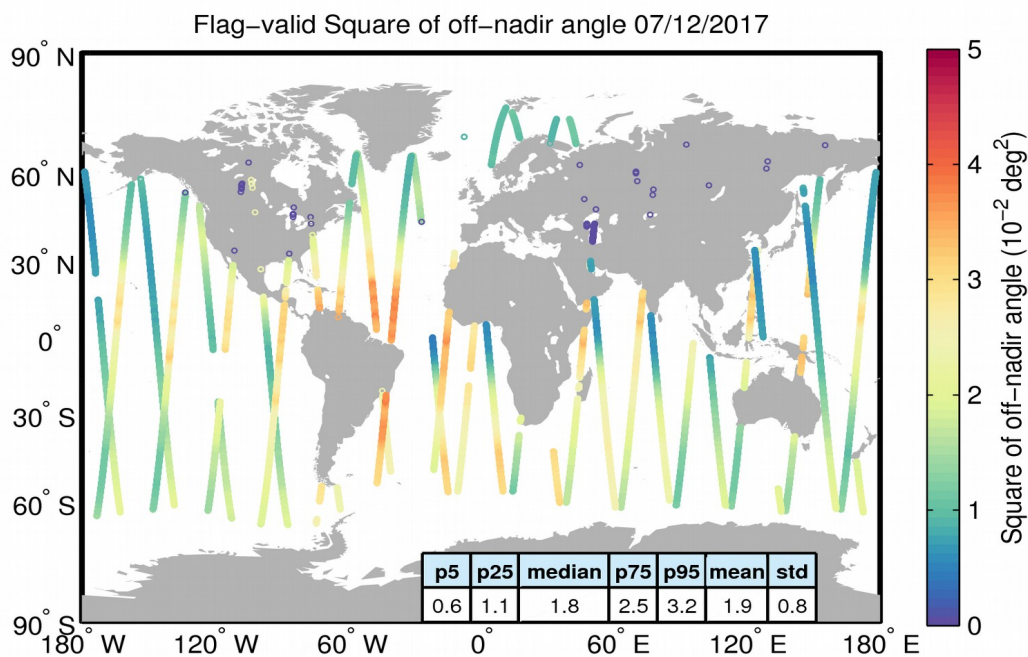 Flag-valid Square of off-nadir angle 07/12/2017
90° N
60° N
30° N
0°
30° S
60° S
90° S
180° W
120° W
60° W
0°
60° E
120° E
180° E
p5 p25 median p75 p95 mean std
0.6 1.1 1.8 2.5 3.2 1.9 0.8
5
4
3
2
1
0
Square of off-nadir angle (10⁻² deg²)